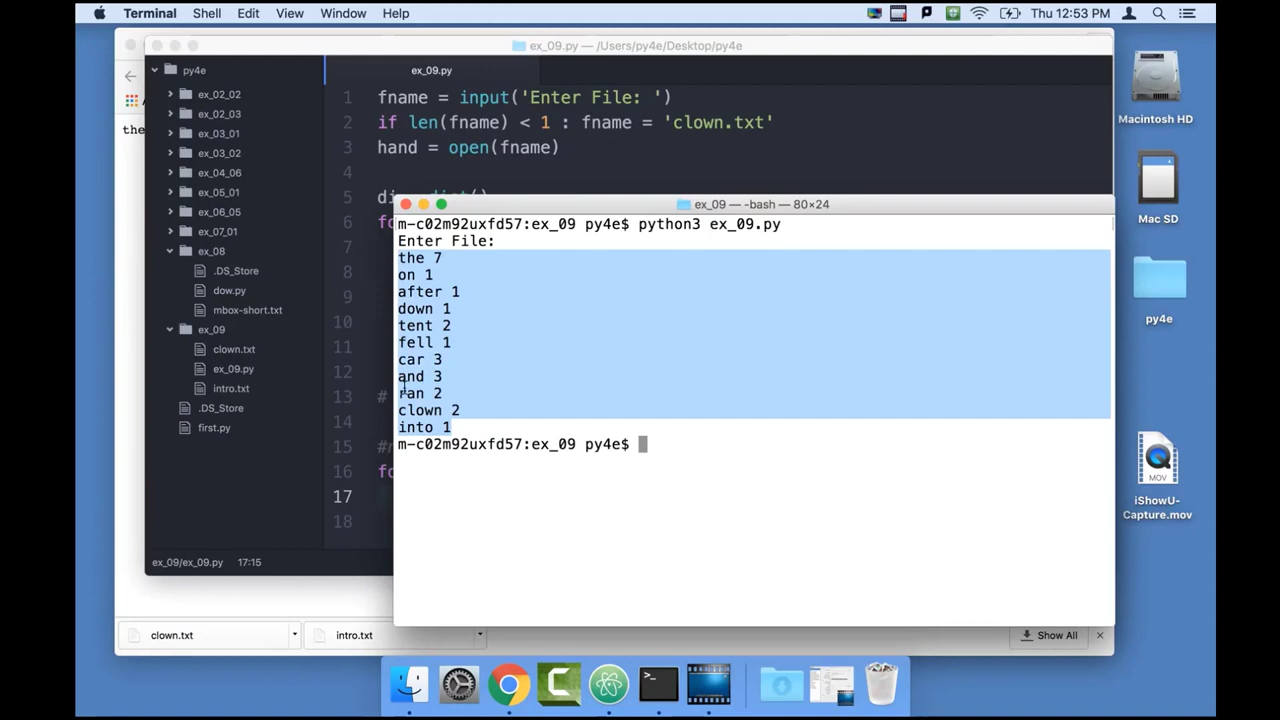 Terminal Shell Edit View Window Help
Thu 12:53 PM
ex_09.py — /Users/py4e/Desktop/py4e
py4e
ex_02_02
ex_02_03
ex_03_01
ex_03_02
ex_04_06
ex_05_01
ex_06_05
ex_07_01
ex_08
.DS_Store
dow.py
mbox-short.txt
ex_09
clown.txt
ex_09.py
intro.txt
.DS_Store
first.py
ex_09/ex_09.py 17:15
the
ex_09.py
1 fname = input('Enter File: ')
2 if len(fname) < 1 : fname = 'clown.txt'
3 hand = open(fname)
4
5 di = dict()
6 fo
7
8
9
10
11
12
13 #
14
15 #n
16 fo
17
18
ex_09 — -bash — 80×24
m-c02m92uxfd57:ex_09 py4e$ python3 ex_09.py
Enter File:
the 7
on 1
after 1
down 1
tent 2
fell 1
car 3
and 3
ran 2
clown 2
into 1
m-c02m92uxfd57:ex_09 py4e$
clown.txt
intro.txt
Show All
Macintosh HD
Mac SD
py4e
MOV
iShowU-
Capture.mov